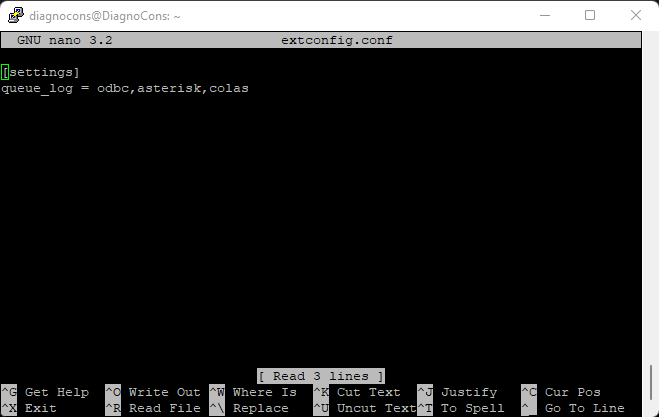 diagnocons@DiagnoCons: ~
GNU nano 3.2 extconfig.conf
[settings]
queue_log = odbc,asterisk,colas
[ Read 3 lines ]
^G Get Help ^O Write Out ^W Where Is ^K Cut Text ^J Justify ^C Cur Pos
^X Exit ^R Read File ^\ Replace ^U Uncut Text^T To Spell ^_ Go To Line